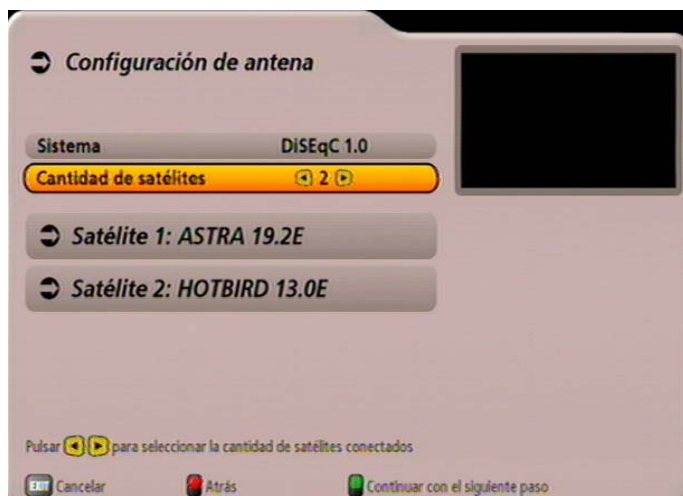 Configuración de antena
Sistema DiSEqC 1.0
Cantidad de satélites 2
Satélite 1: ASTRA 19.2E
Satélite 2: HOTBIRD 13.0E
Pulsar para seleccionar la cantidad de satélites conectados
Cancelar Atrás Continuar con el siguiente paso